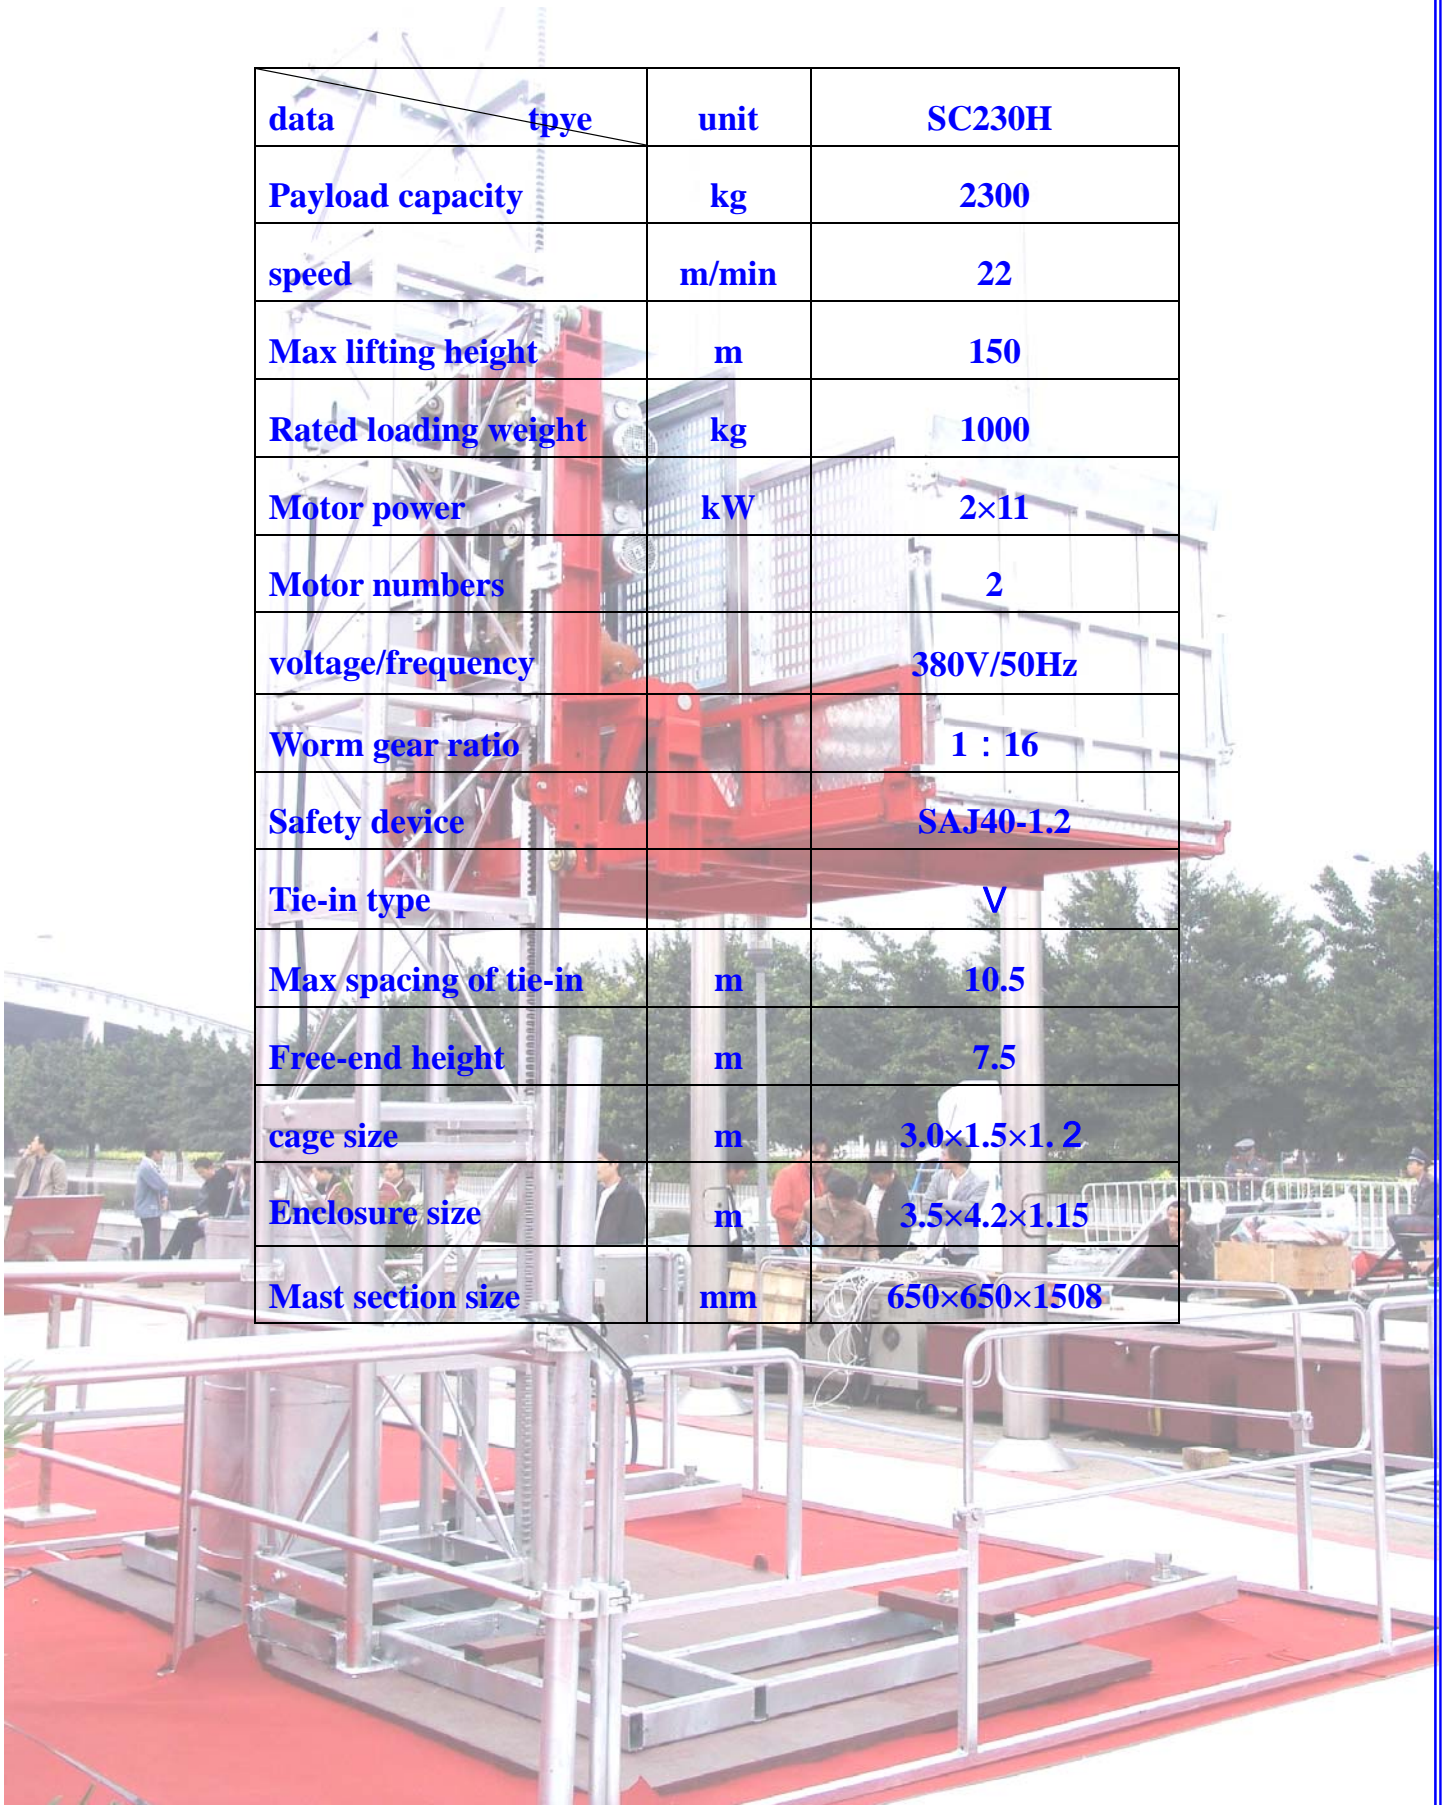 data tpye unit SC230H
Payload capacity kg 2300
speed m/min 22
Max lifting height m 150
Rated loading weight kg 1000
Motor power kW 2×11
Motor numbers 2
voltage/frequency 380V/50Hz
Worm gear ratio 1：16
Safety device SAJ40-1.2
Tie-in type V
Max spacing of tie-in m 10.5
Free-end height m 7.5
cage size m 3.0×1.5×1.２
Enclosure size m 3.5×4.2×1.15
Mast section size mm 650×650×1508